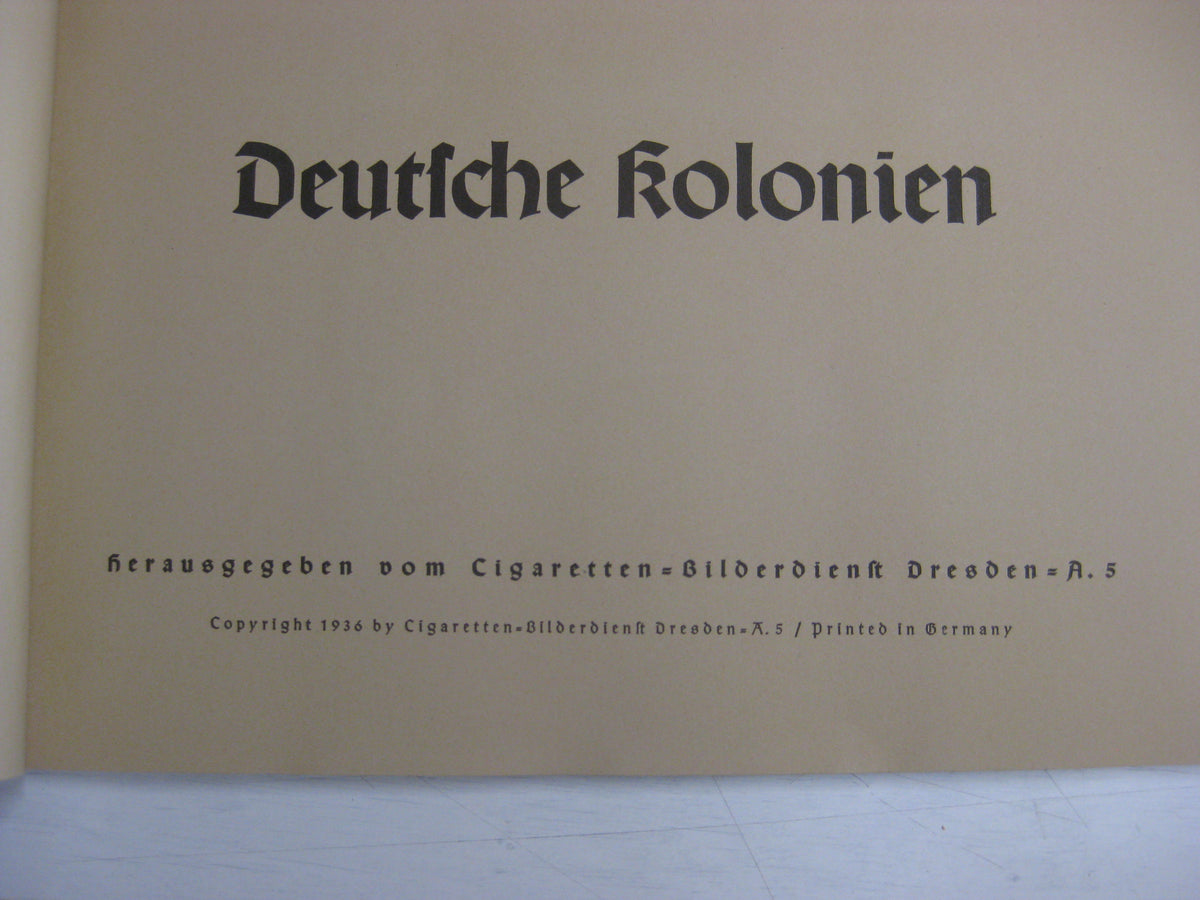 Deutſche Kolonien
Herausgegeben vom Cigaretten=Bilderdienſt Dresden=A. 5
Copyright 1936 by Cigaretten=Bilderdienſt Dresden=A. 5 / Printed in Germany